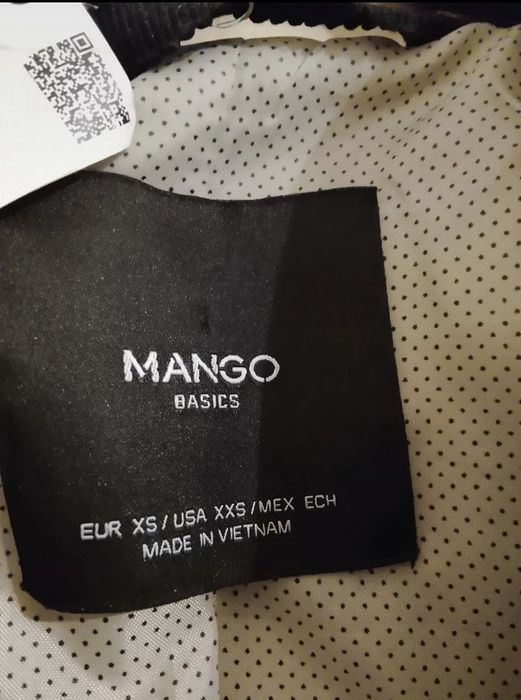 MANGO
BASICS
EUR XS / USA XXS / MEX ECH
MADE IN VIETNAM